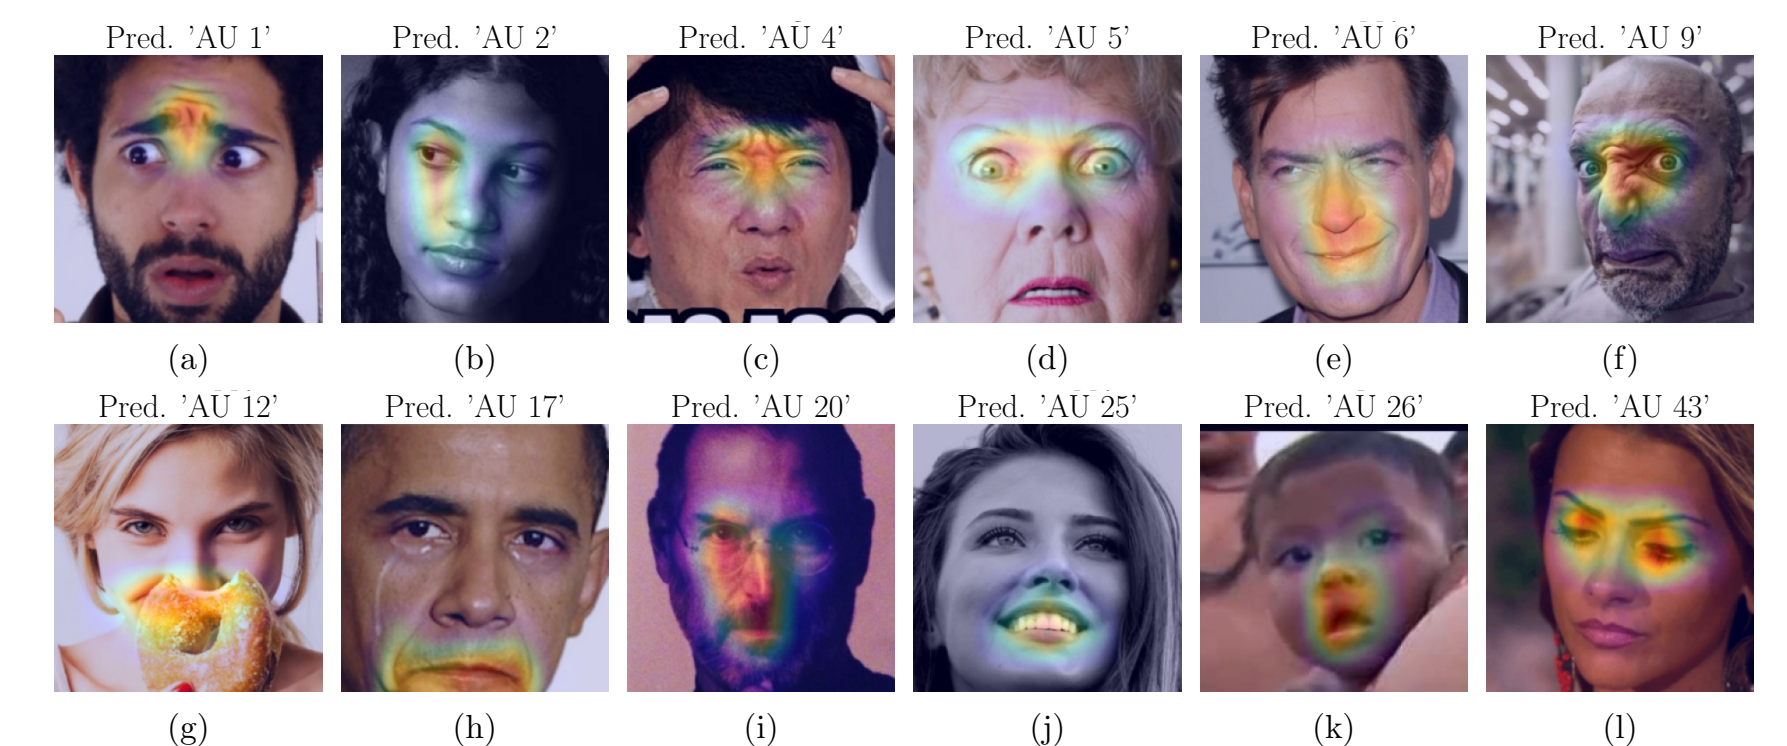 Pred. 'AU 1' Pred. 'AU 2' Pred. 'AU 4' Pred. 'AU 5' Pred. 'AU 6' Pred. 'AU 9'
(a) (b) (c) (d) (e) (f)
Pred. 'AU 12' Pred. 'AU 17' Pred. 'AU 20' Pred. 'AU 25' Pred. 'AU 26' Pred. 'AU 43'
(g) (h) (i) (j) (k) (l)